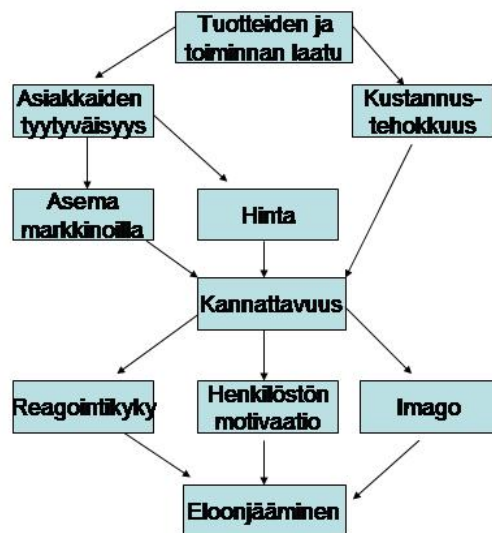 Tuotteiden ja
toiminnan laatu
Asiakkaiden
tyytyväisyys
Kustannus-
tehokkuus
Asema
markkinoilla
Hinta
Kannattavuus
Reagointikyky
Henkilöstön
motivaatio
Imago
Eloonjääminen